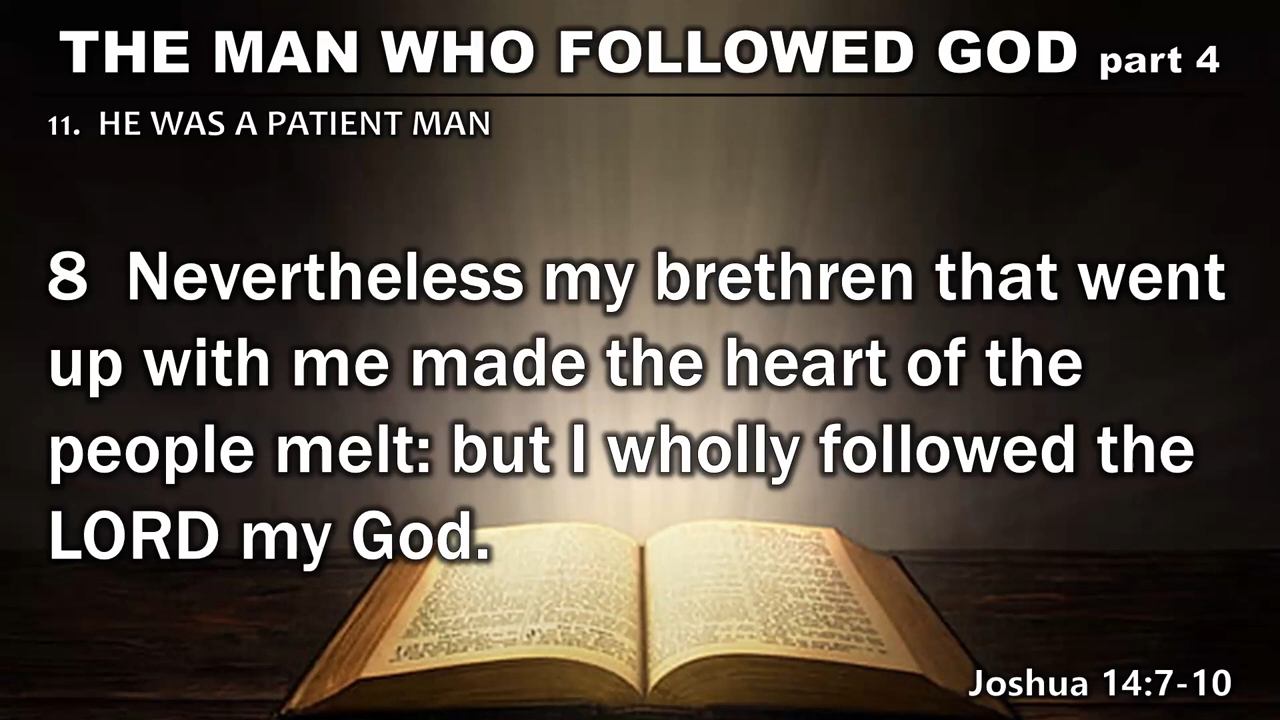 THE MAN WHO FOLLOWED GOD part 4
11. HE WAS A PATIENT MAN
8 Nevertheless my brethren that went
up with me made the heart of the
people melt: but I wholly followed the
LORD my God.
Joshua 14:7-10